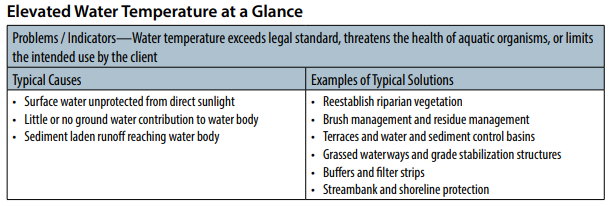 Elevated Water Temperature at a Glance
Problems / Indicators—Water temperature exceeds legal standard, threatens the health of aquatic organisms, or limits
the intended use by the client
Typical Causes
• Surface water unprotected from direct sunlight
• Little or no ground water contribution to water body
• Sediment laden runoff reaching water body
Examples of Typical Solutions
• Reestablish riparian vegetation
• Brush management and residue management
• Terraces and water and sediment control basins
• Grassed waterways and grade stabilization structures
• Buffers and filter strips
• Streambank and shoreline protection